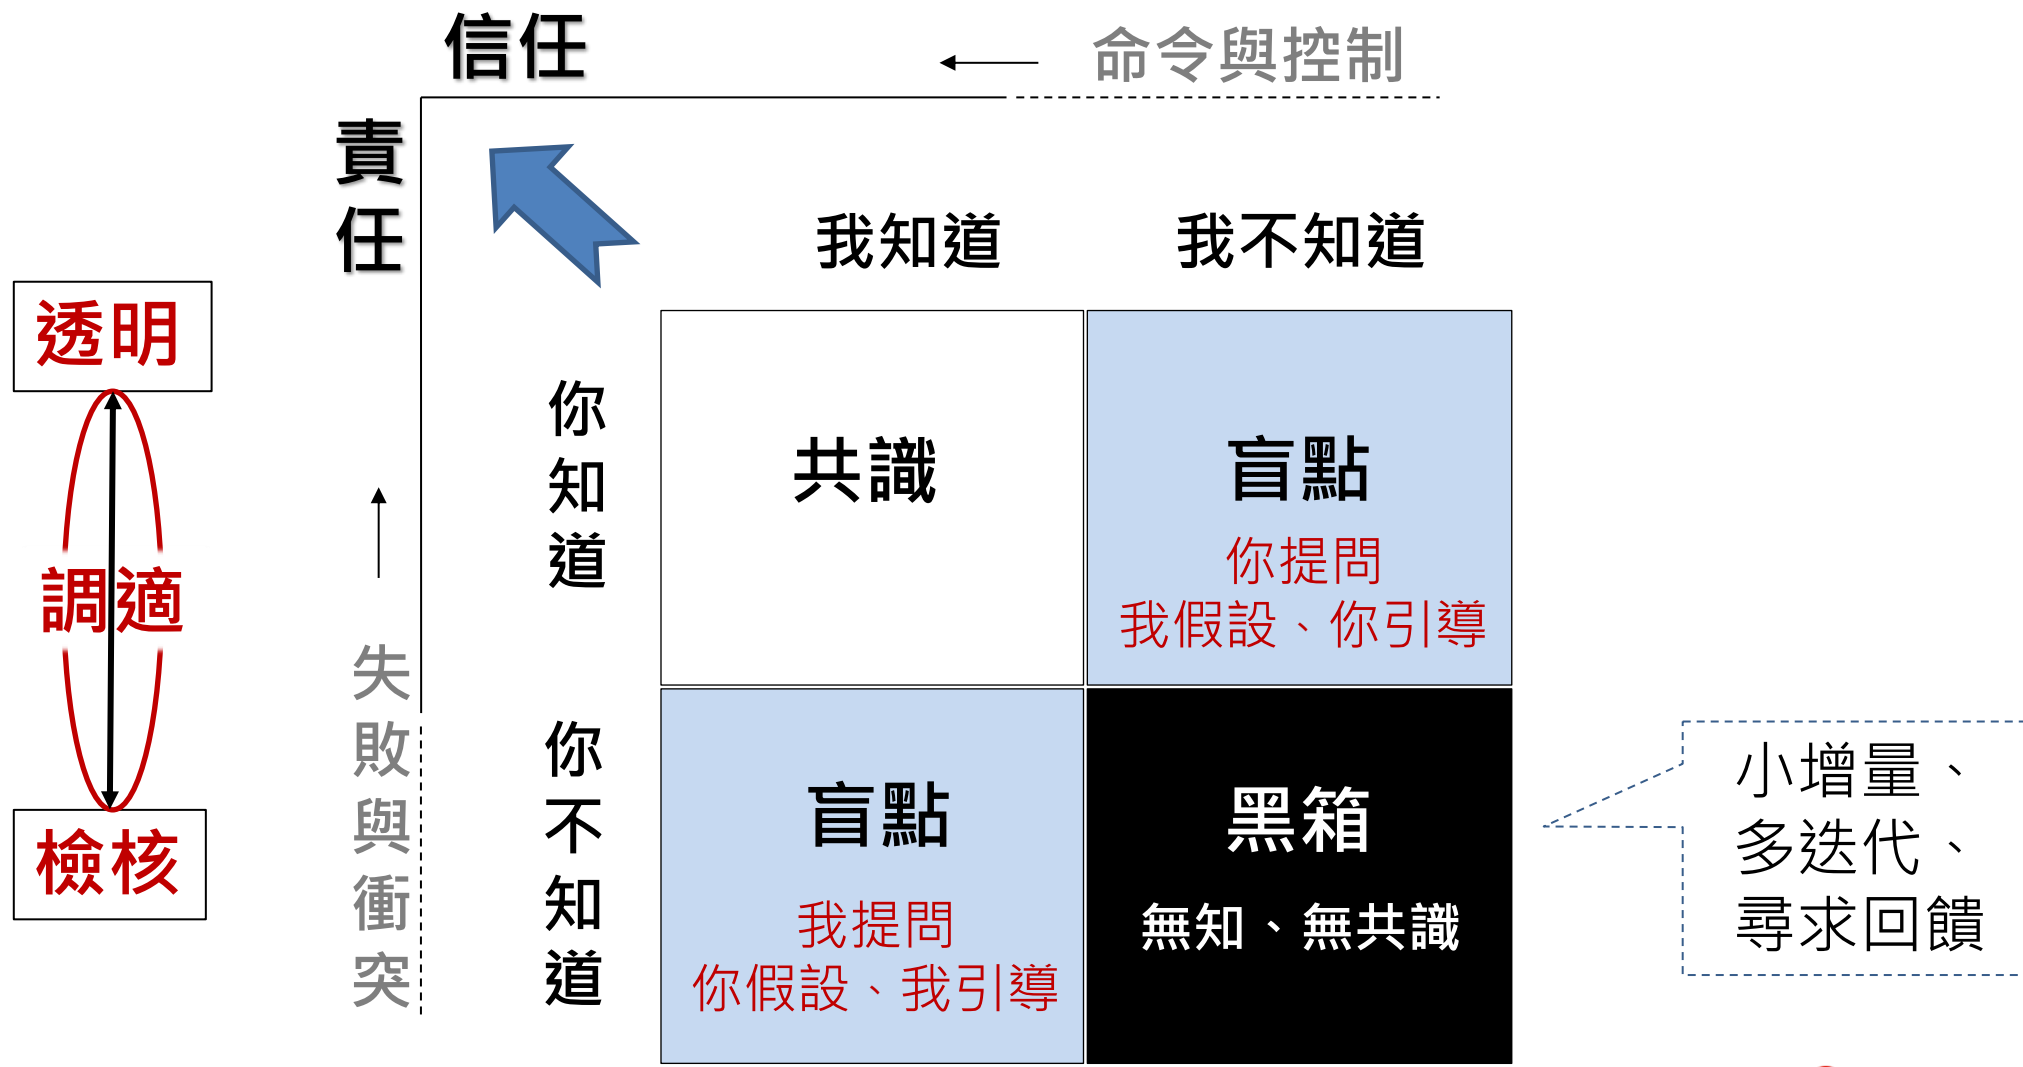 信任
命令與控制
責任
我知道
我不知道
透明
調適
檢核
失敗與衝突
你知道
共識
盲點
你提問
我假設、你引導
你不知道
盲點
我提問
你假設、我引導
黑箱
無知、無共識
小增量、
多迭代、
尋求回饋